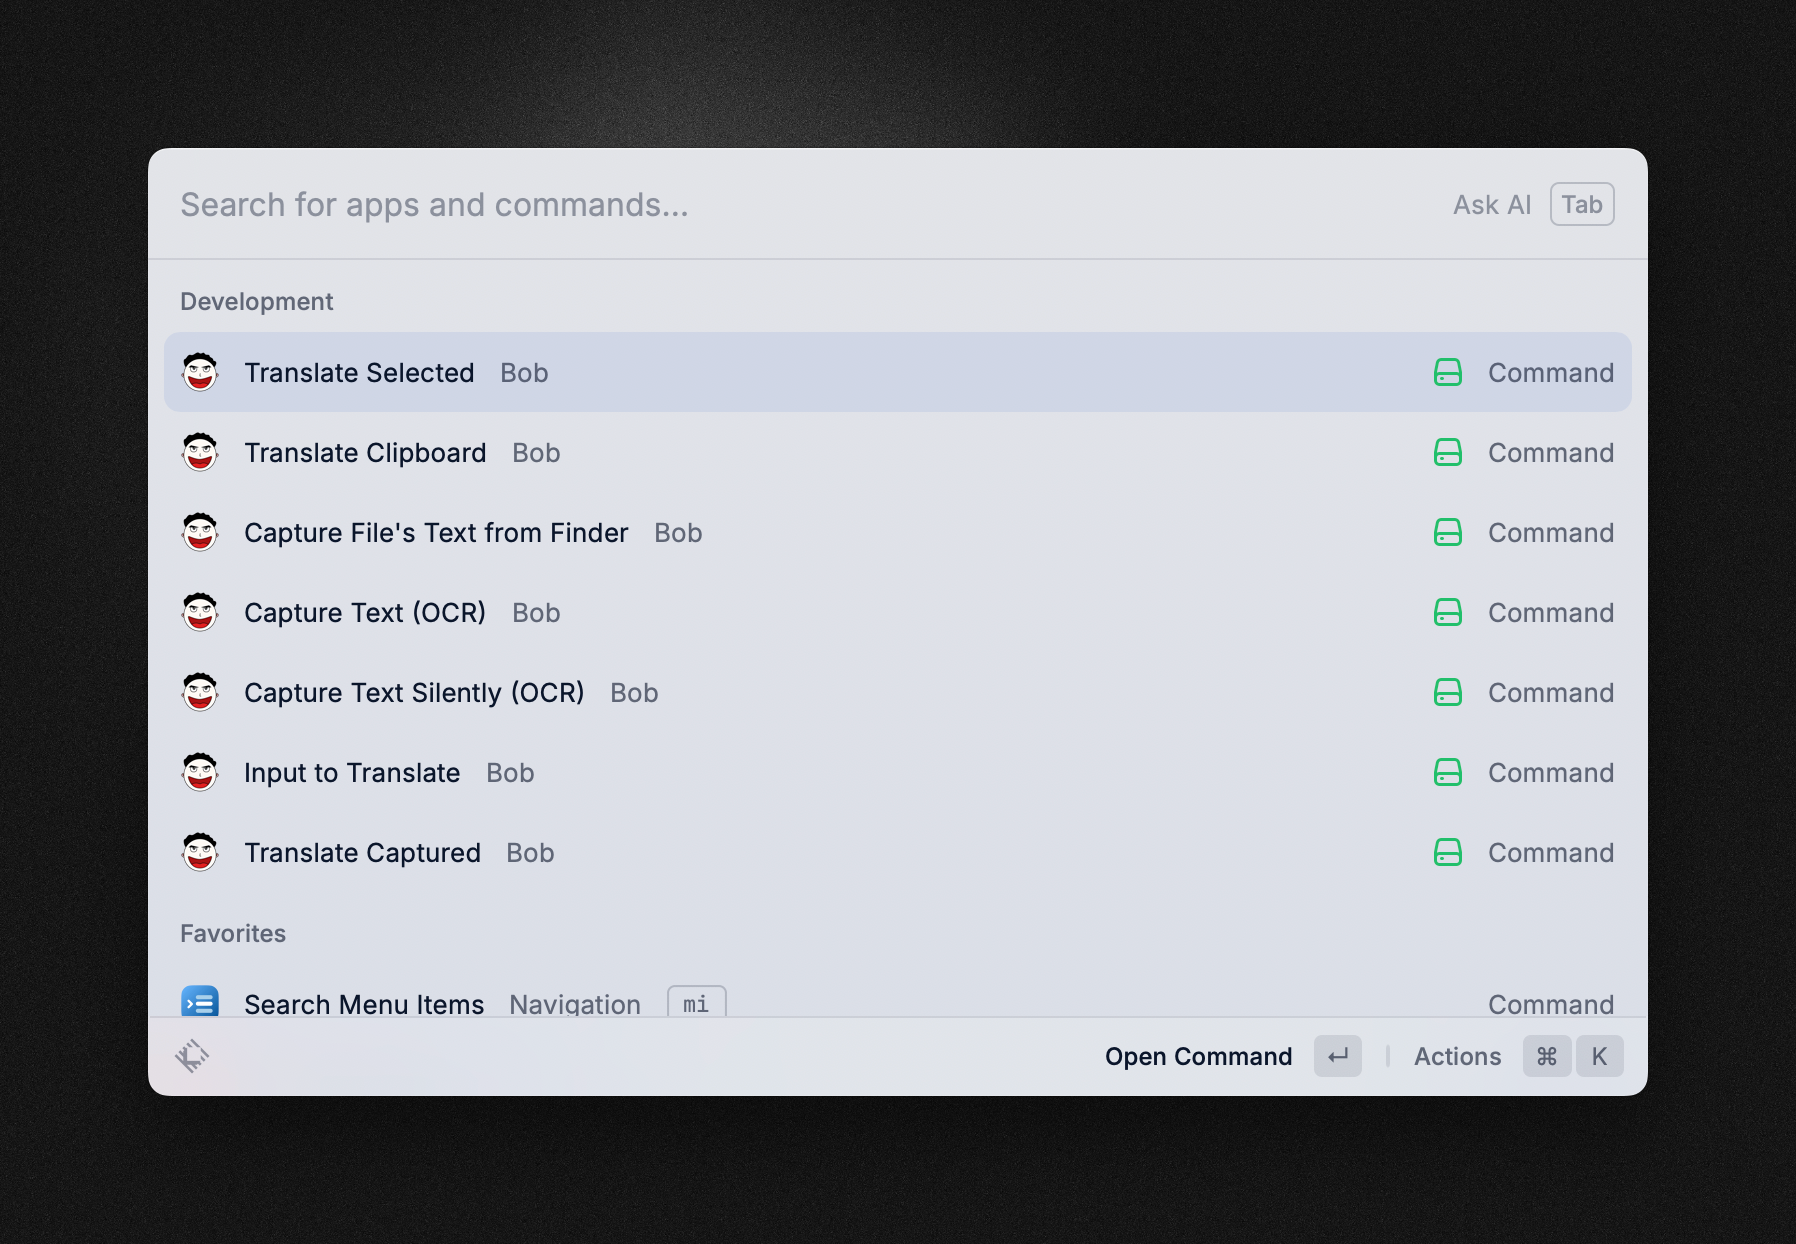 Search for apps and commands... Ask AI Tab
Development
Translate Selected Bob Command
Translate Clipboard Bob Command
Capture File's Text from Finder Bob Command
Capture Text (OCR) Bob Command
Capture Text Silently (OCR) Bob Command
Input to Translate Bob Command
Translate Captured Bob Command
Favorites
Search Menu Items Navigation mi Command
Open Command ↵ Actions ⌘ K